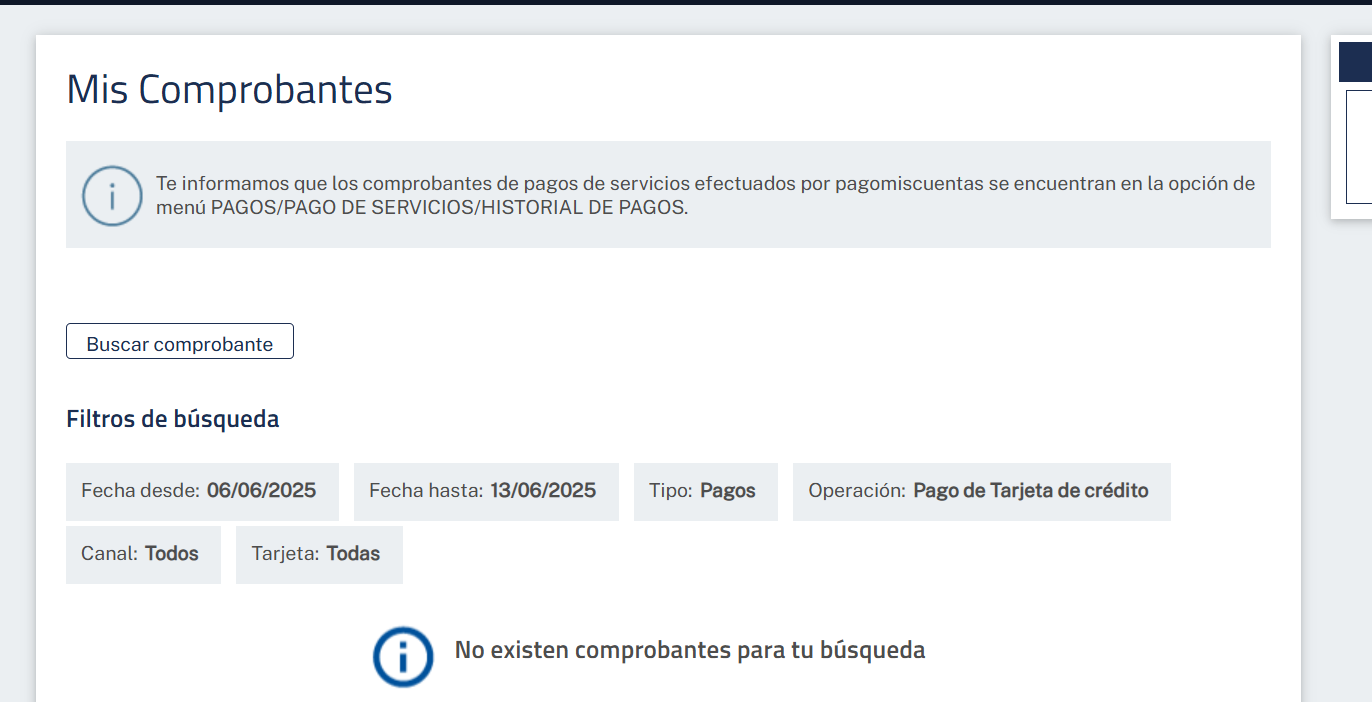 Mis Comprobantes
Te informamos que los comprobantes de pagos de servicios efectuados por pagomiscuentas se encuentran en la opción de
menú PAGOS/PAGO DE SERVICIOS/HISTORIAL DE PAGOS.
Buscar comprobante
Filtros de búsqueda
Fecha desde: 06/06/2025 Fecha hasta: 13/06/2025 Tipo: Pagos Operación: Pago de Tarjeta de crédito
Canal: Todos Tarjeta: Todas
No existen comprobantes para tu búsqueda